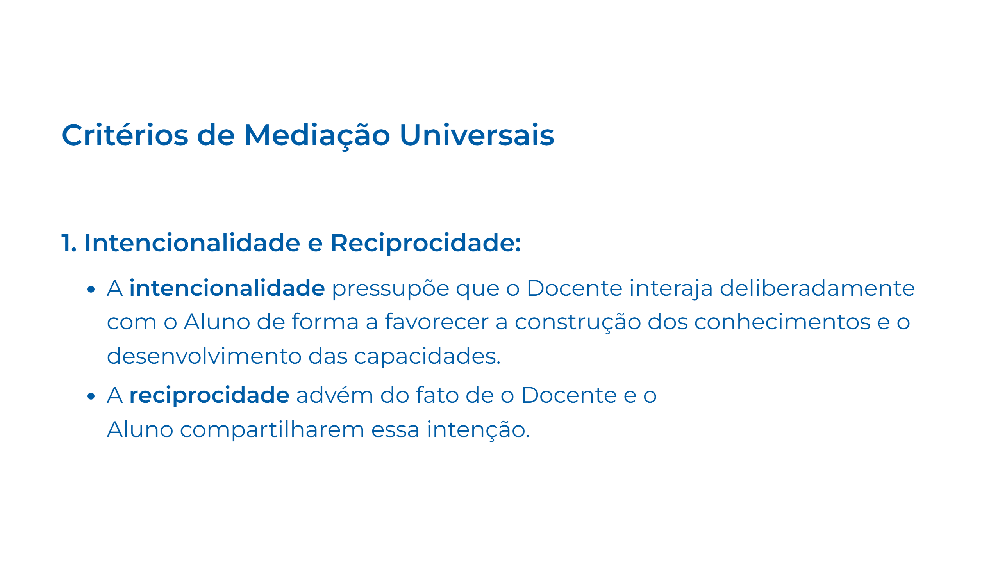 Critérios de Mediação Universais
1. Intencionalidade e Reciprocidade:
• A intencionalidade pressupõe que o Docente interaja deliberadamente
com o Aluno de forma a favorecer a construção dos conhecimentos e o
desenvolvimento das capacidades.
• A reciprocidade advém do fato de o Docente e o
Aluno compartilharem essa intenção.